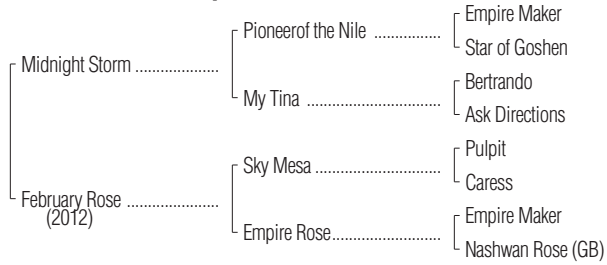 Empire Maker
Pioneerof the Nile ................
Star of Goshen
Midnight Storm .....................
Bertrando
My Tina ..................................
Ask Directions
Pulpit
Sky Mesa ................................
Caress
February Rose .......................
(2012)
Empire Maker
Empire Rose............................
Nashwan Rose (GB)